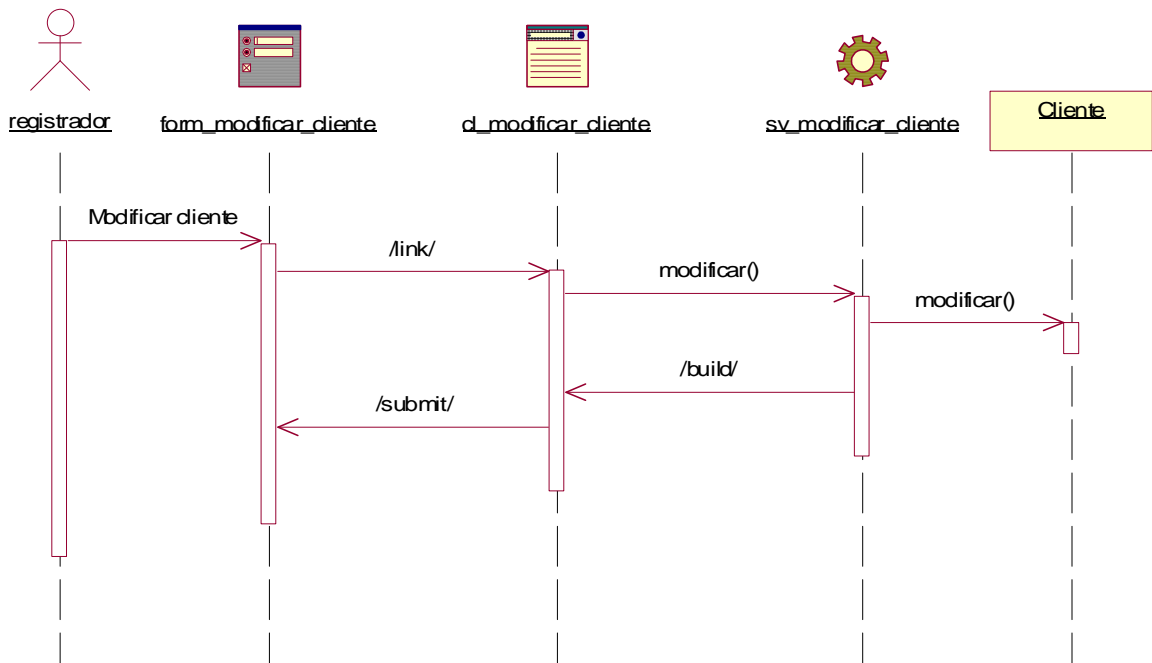 registrador
form_modificar_cliente
cl_modificar_cliente
sv_modificar_cliente
Cliente
Modificar cliente
/link/
modificar()
modificar()
/build/
/submit/